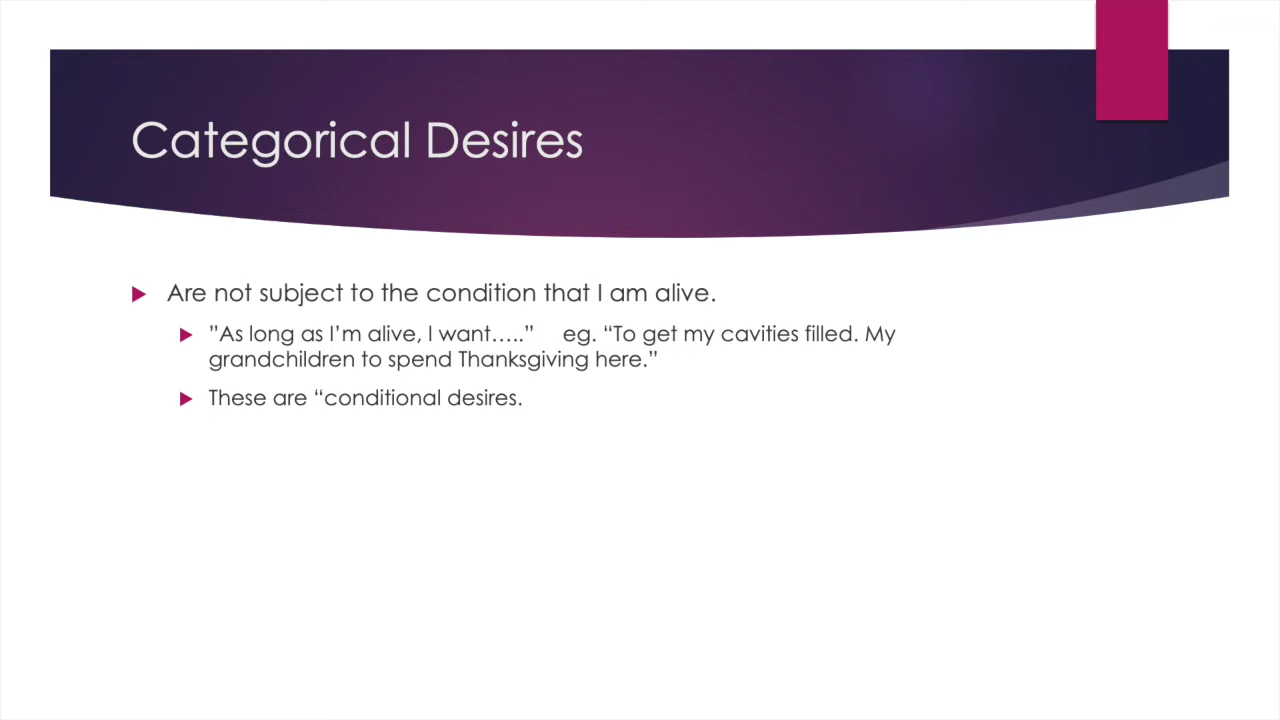 Categorical Desires
Are not subject to the condition that I am alive.
”As long as I’m alive, I want…..” eg. “To get my cavities filled. My
grandchildren to spend Thanksgiving here.”
These are “conditional desires.